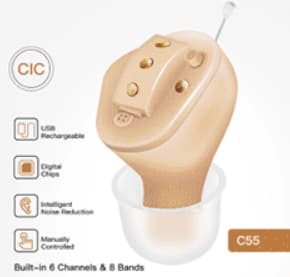 CIC
USB
Rechargeable
Digital
Chips
Intelligent
Noise Reduction
Manually
Controlled
C55
Built-in 6 Channels & 8 Bands